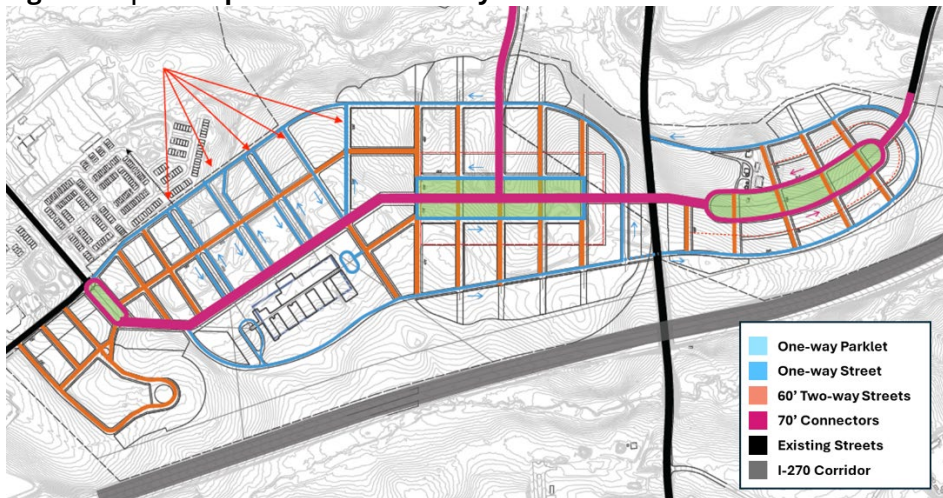 One-way Parklet
One-way Street
60' Two-way Streets
70' Connectors
Existing Streets
I-270 Corridor